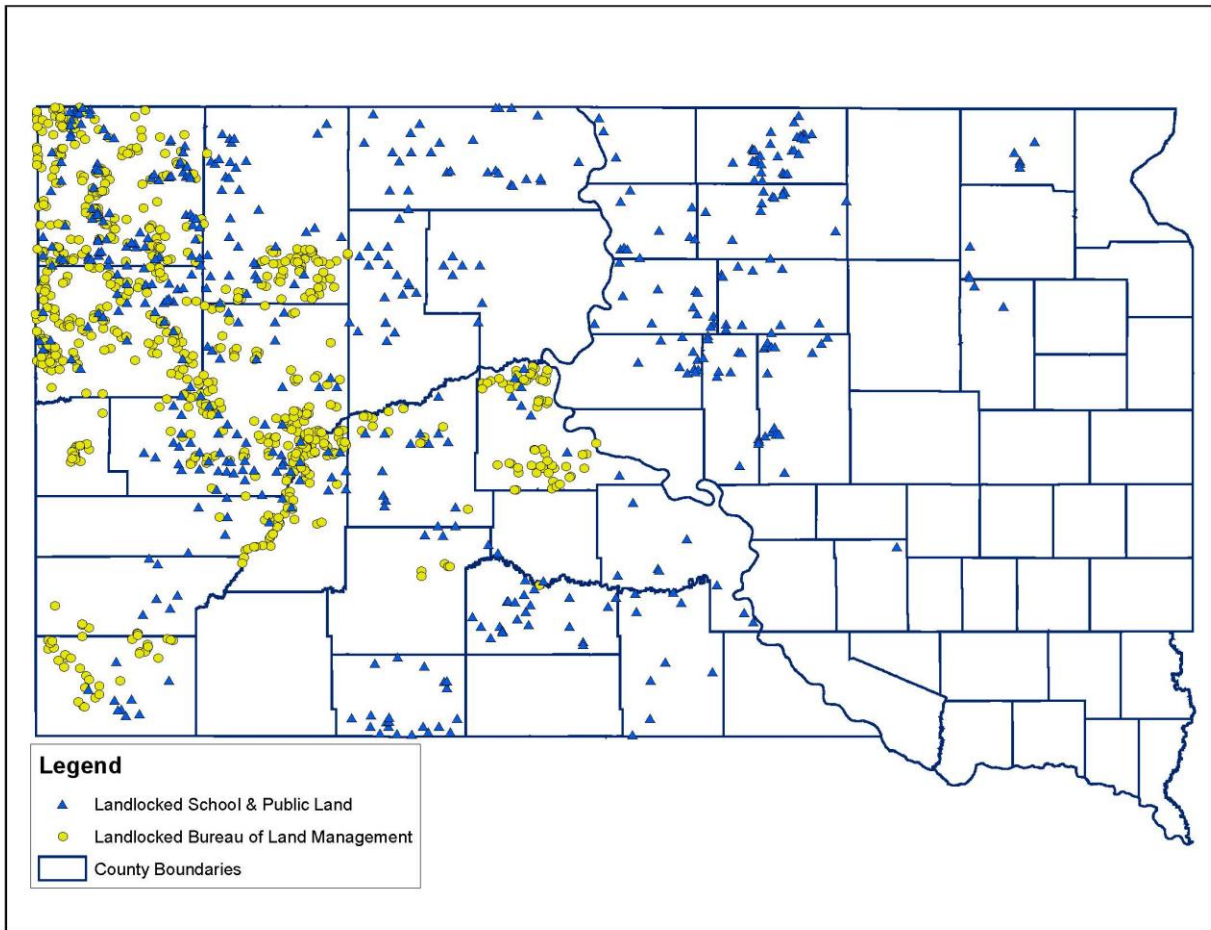 Legend
Landlocked School & Public Land
Landlocked Bureau of Land Management
County Boundaries